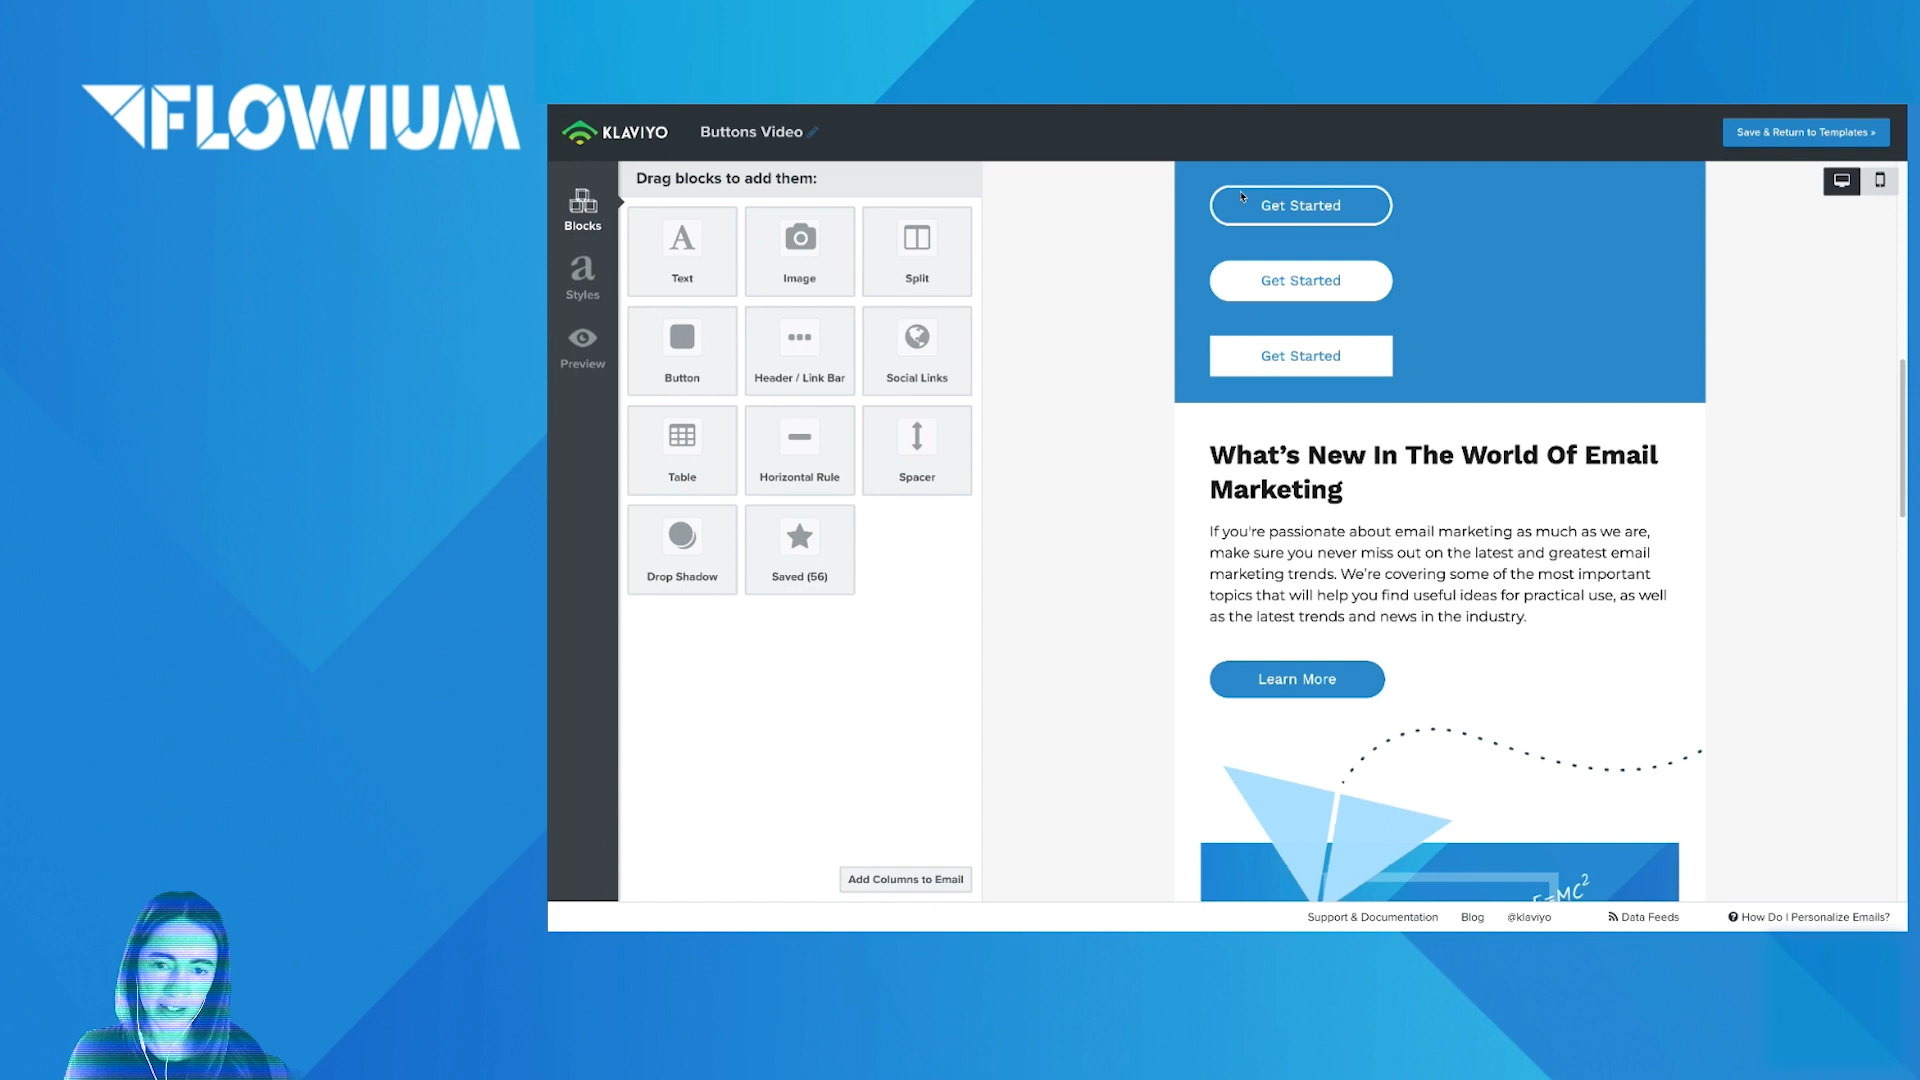 FLOWIUM
KLAVIYO
Buttons Video
Save & Return to Templates »
Blocks
Styles
Preview
Drag blocks to add them:
Text
Image
Split
Button
Header / Link Bar
Social Links
Table
Horizontal Rule
Spacer
Drop Shadow
Saved (56)
Add Columns to Email
Get Started
Get Started
Get Started
What's New In The World Of Email
Marketing
If you're passionate about email marketing as much as we are,
make sure you never miss out on the latest and greatest email
marketing trends. We're covering some of the most important
topics that will help you find useful ideas for practical use, as well
as the latest trends and news in the industry.
Learn More
E=MC²
Support & Documentation
Blog
@klaviyo
Data Feeds
How Do I Personalize Emails?